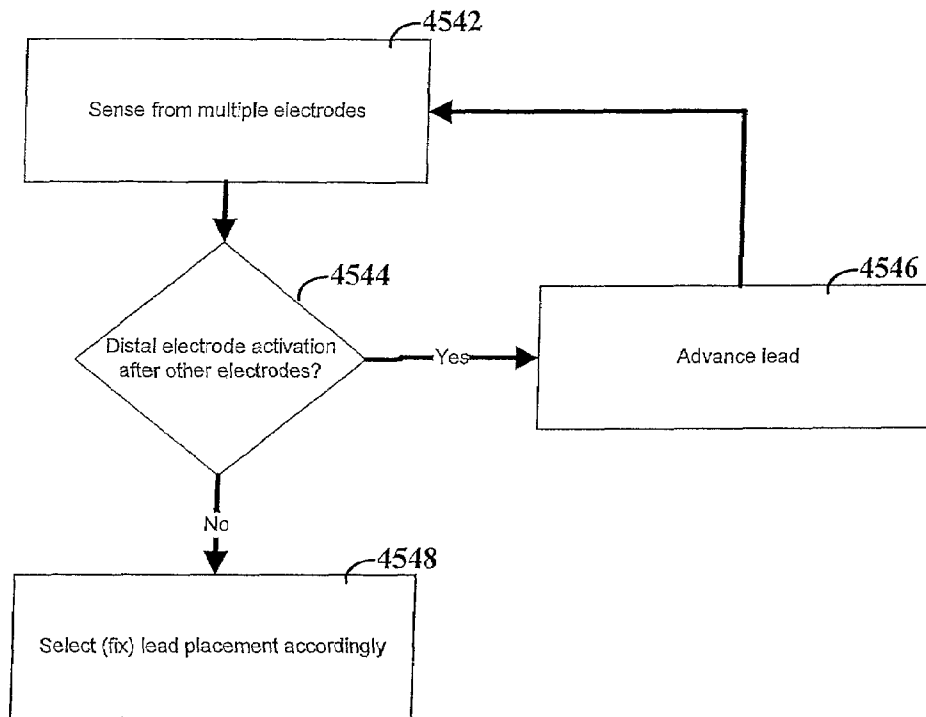 4542
Sense from multiple electrodes
4544
Distal electrode activation
after other electrodes?
Yes
4546
Advance lead
No
4548
Select (fix) lead placement accordingly